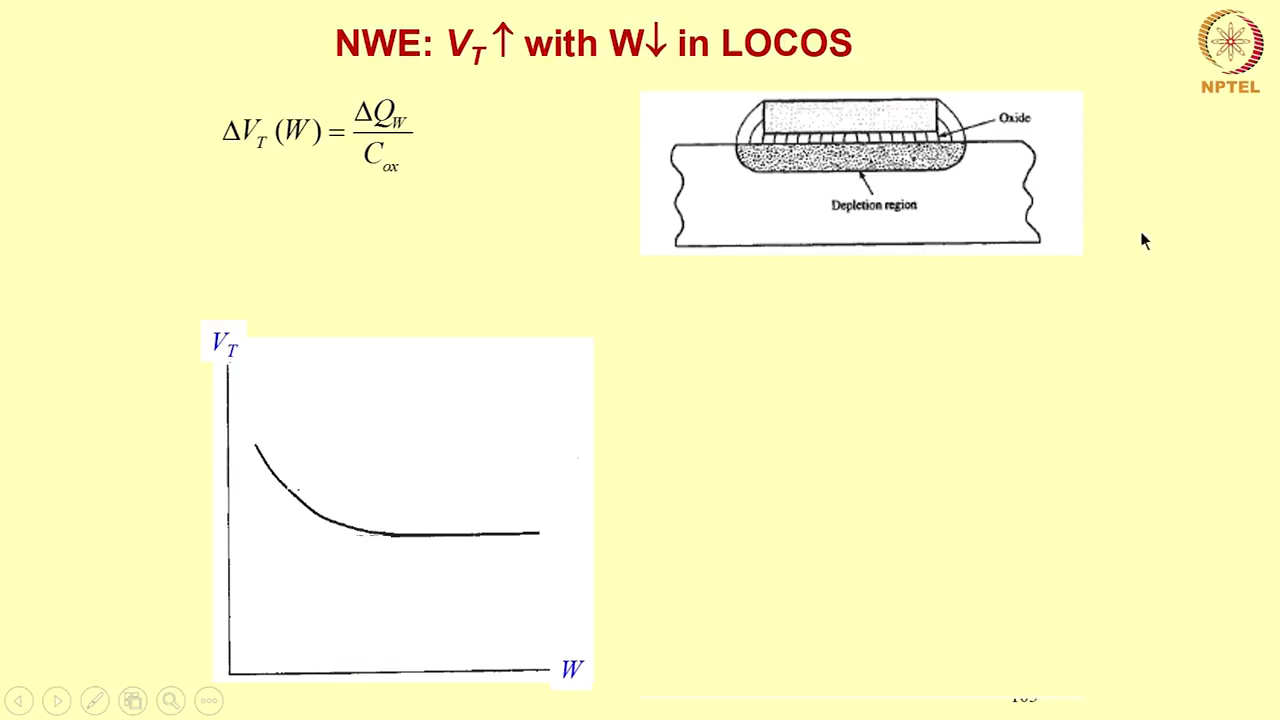 NWE: V_T ↑ with W↓ in LOCOS
NPTEL
ΔV_T (W) = ΔQ_W / C_ox
Oxide
Depletion region
V_T
W